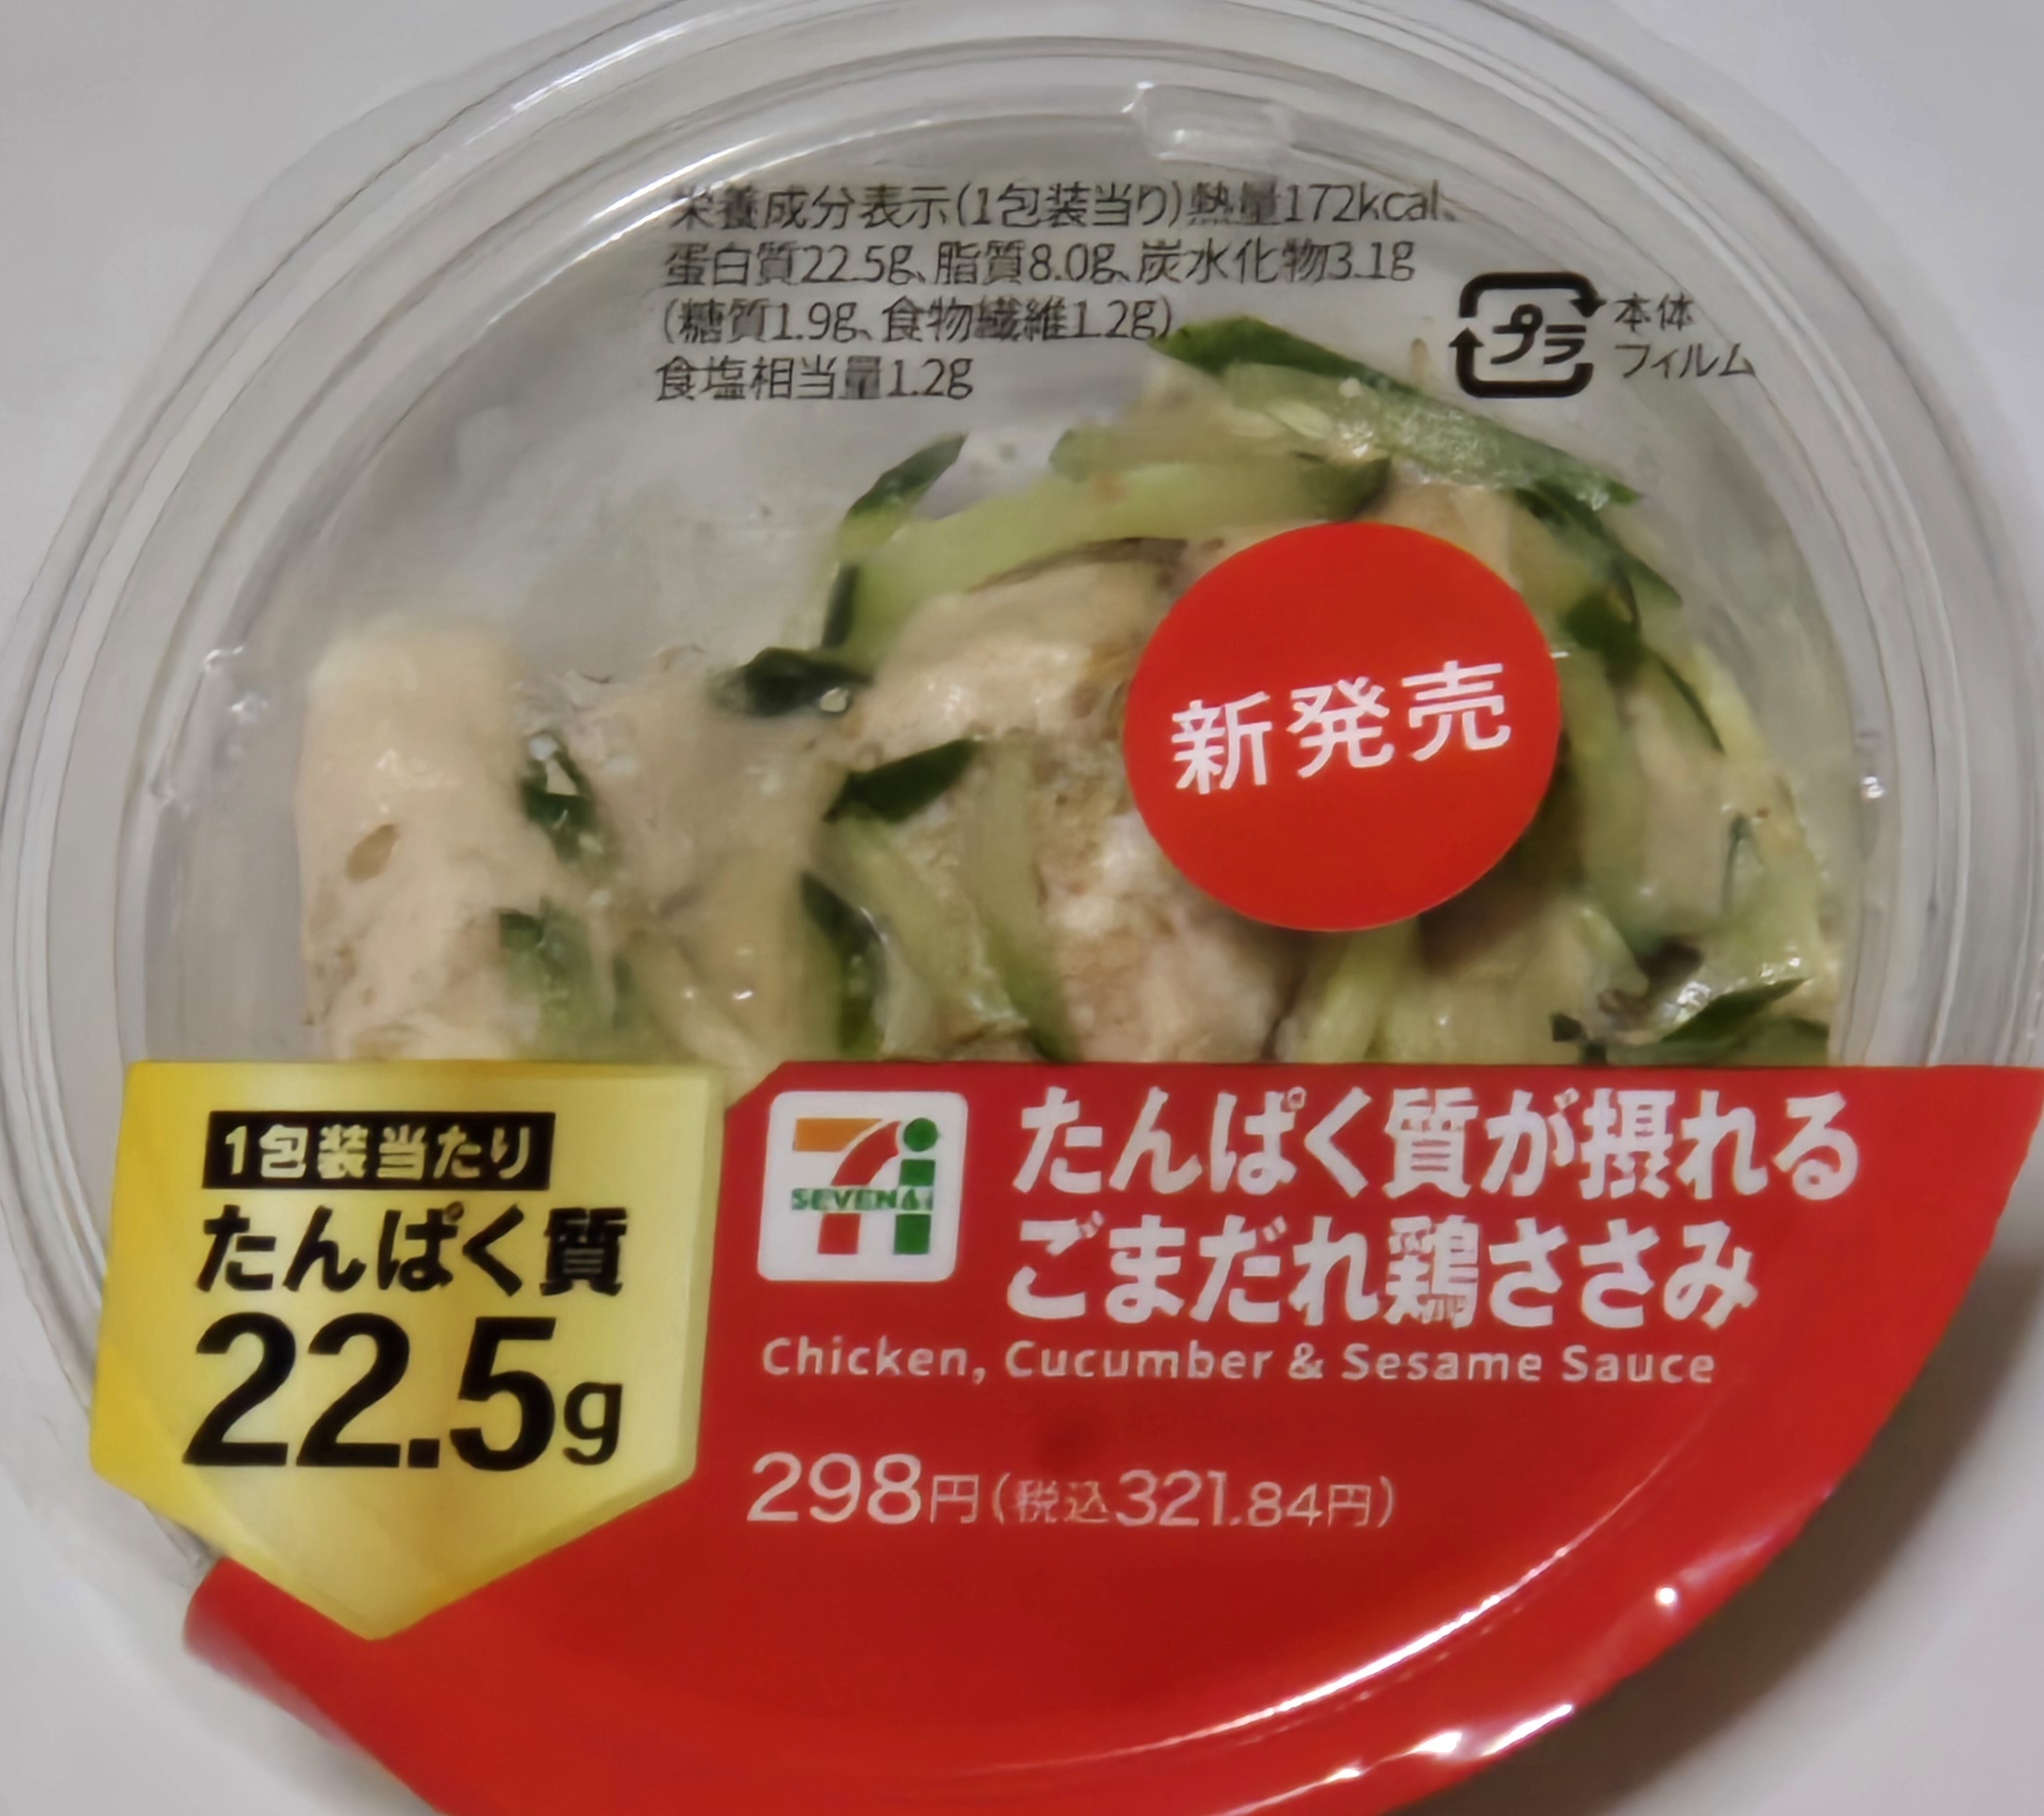 栄養成分表示(1包装当り)熱量172kcal、
蛋白質22.5g、脂質8.0g、炭水化物3.1g
(糖質1.9g、食物繊維1.2g)
食塩相当量1.2g
プラ
本体
フィルム
新発売
1包装当たり
たんぱく質
22.5g
SEVEN&i
たんぱく質が摂れる
ごまだれ鶏ささみ
Chicken, Cucumber & Sesame Sauce
298円(税込321.84円)